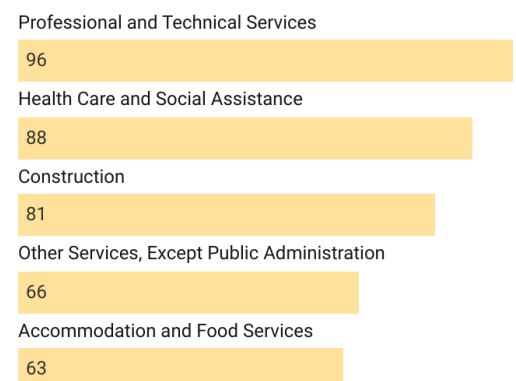 Professional and Technical Services
96
Health Care and Social Assistance
88
Construction
81
Other Services, Except Public Administration
66
Accommodation and Food Services
63